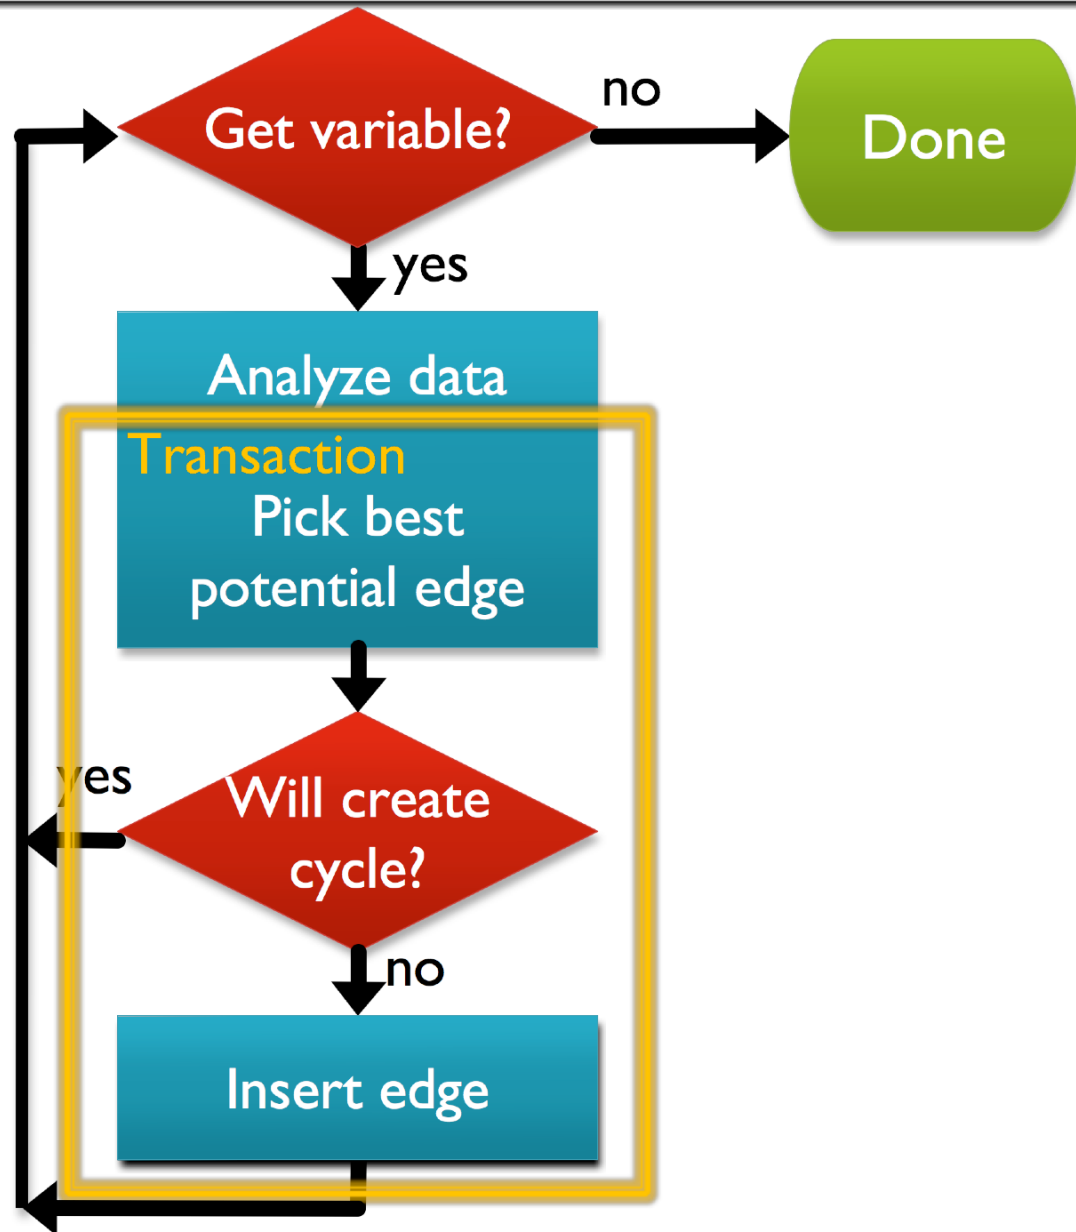 Get variable?
no
Done
yes
Analyze data
Transaction
Pick best
potential edge
yes
Will create
cycle?
no
Insert edge